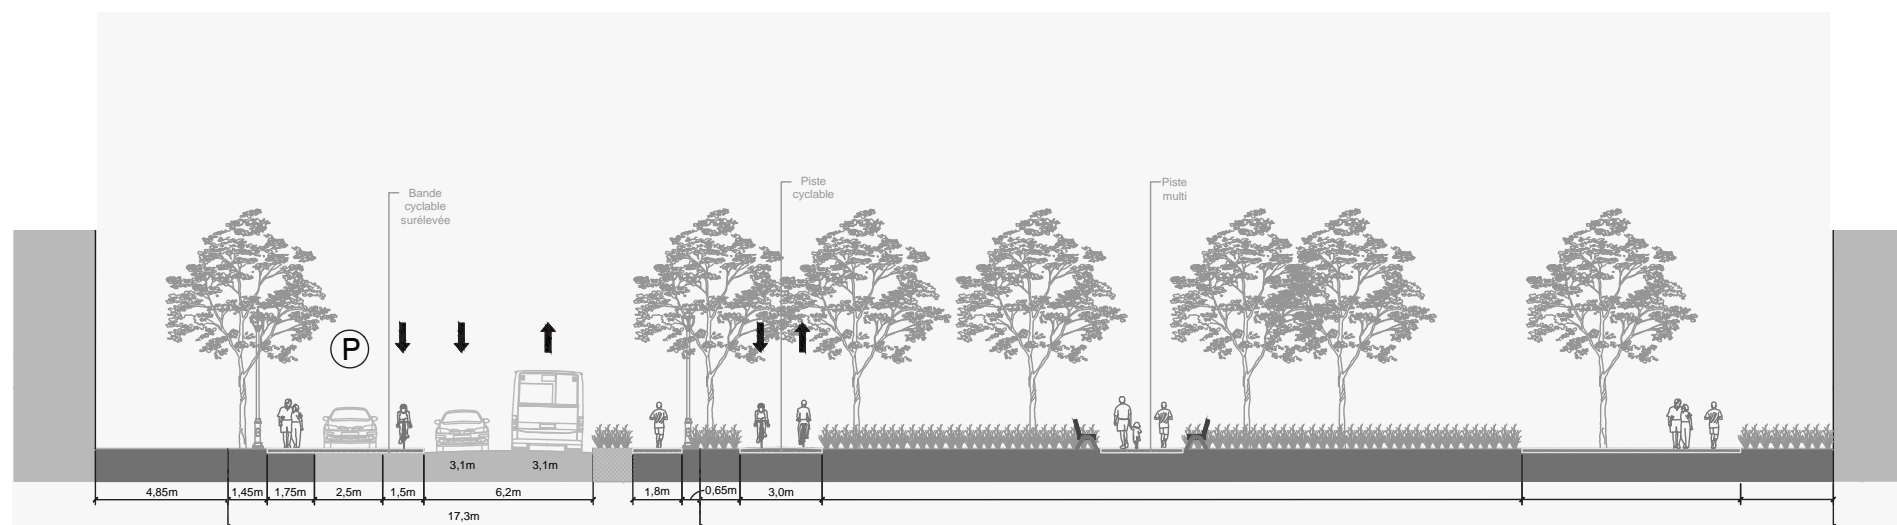 Piste
cyclable
Piste
multi
Bande
cyclable
surélevée
P
3,1m
3,1m
4,85m
1,45m
1,75m
2,5m
1,5m
6,2m
1,8m
0,65m
3,0m
17,3m